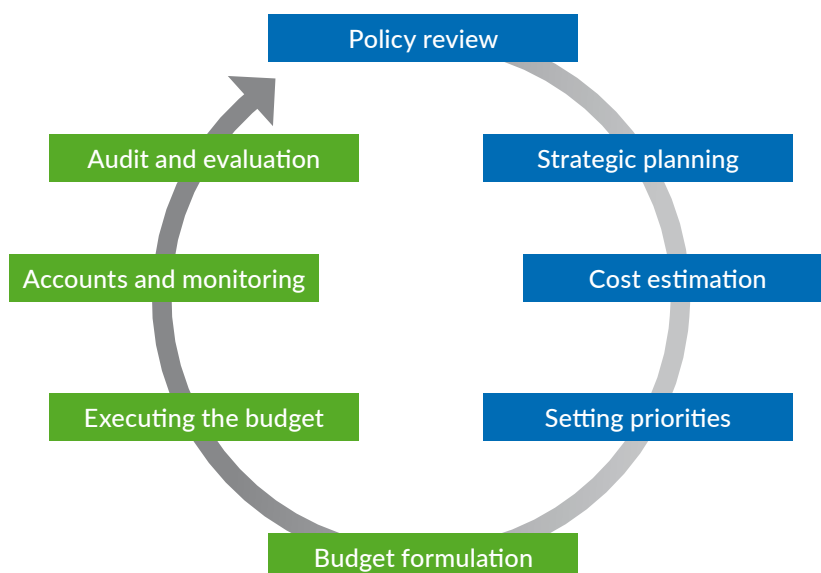 Policy review
Audit and evaluation
Strategic planning
Accounts and monitoring
Cost estimation
Executing the budget
Setting priorities
Budget formulation